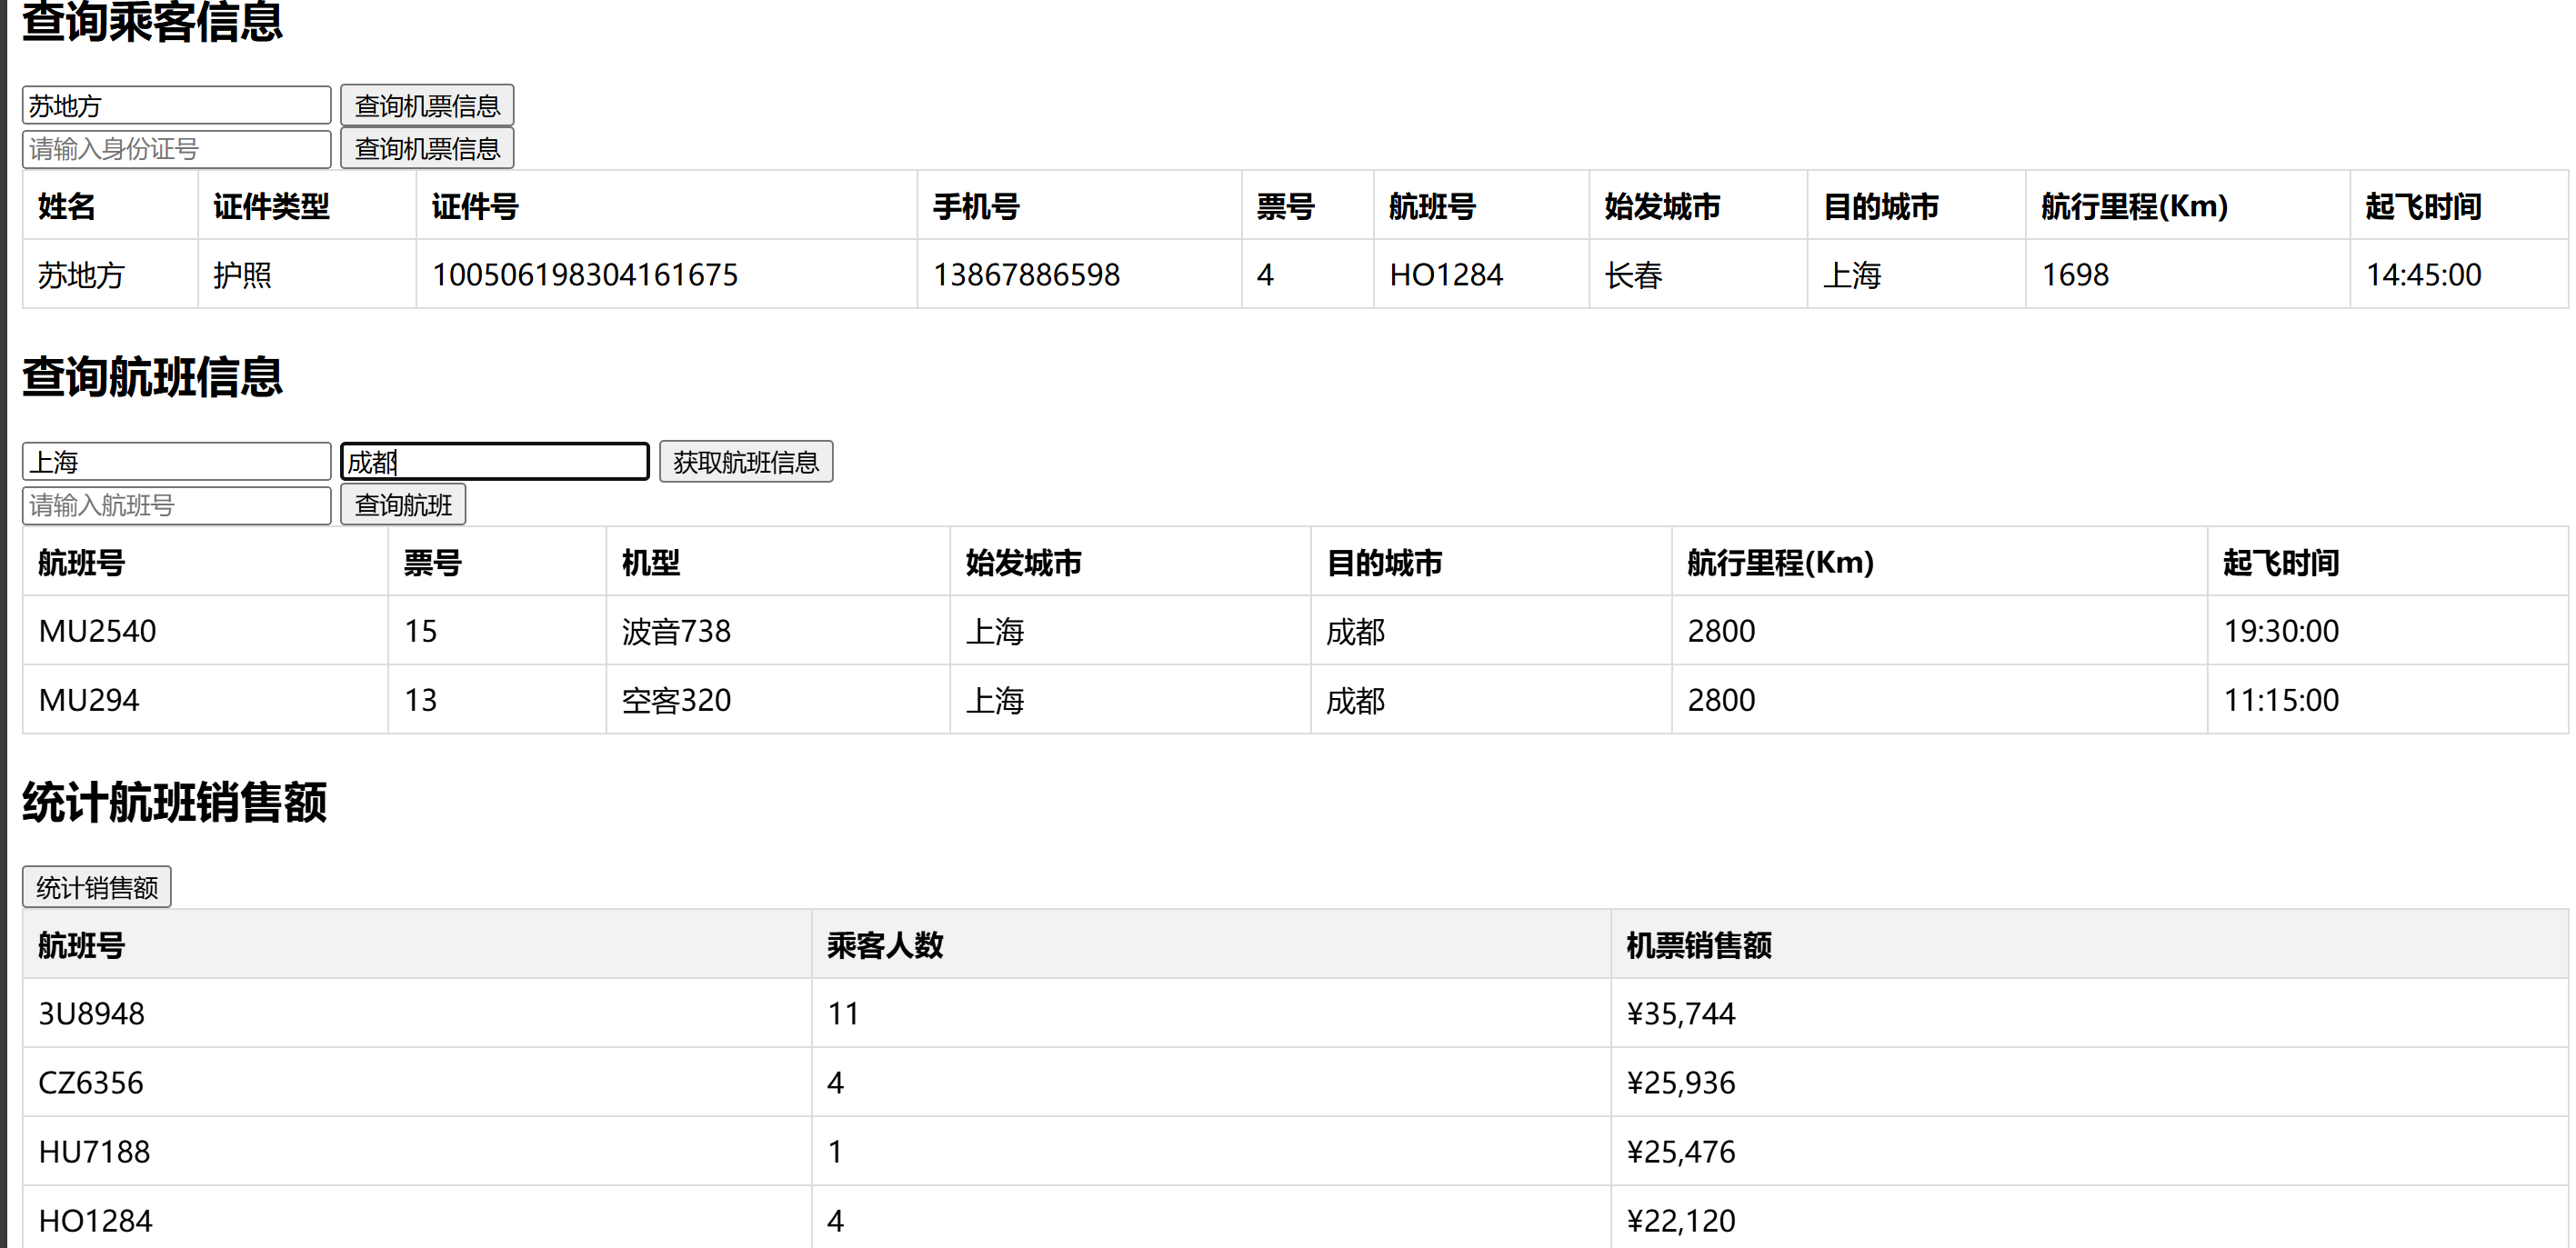 查询乘客信息
苏地方 查询机票信息
请输入身份证号 查询机票信息
姓名 证件类型 证件号 手机号 票号 航班号 始发城市 目的城市 航行里程(Km) 起飞时间
苏地方 护照 100506198304161675 13867886598 4 HO1284 长春 上海 1698 14:45:00
查询航班信息
上海 成都 获取航班信息
请输入航班号 查询航班
航班号 票号 机型 始发城市 目的城市 航行里程(Km) 起飞时间
MU2540 15 波音738 上海 成都 2800 19:30:00
MU294 13 空客320 上海 成都 2800 11:15:00
统计航班销售额
统计销售额
航班号 乘客人数 机票销售额
3U8948 11 ¥35,744
CZ6356 4 ¥25,936
HU7188 1 ¥25,476
HO1284 4 ¥22,120